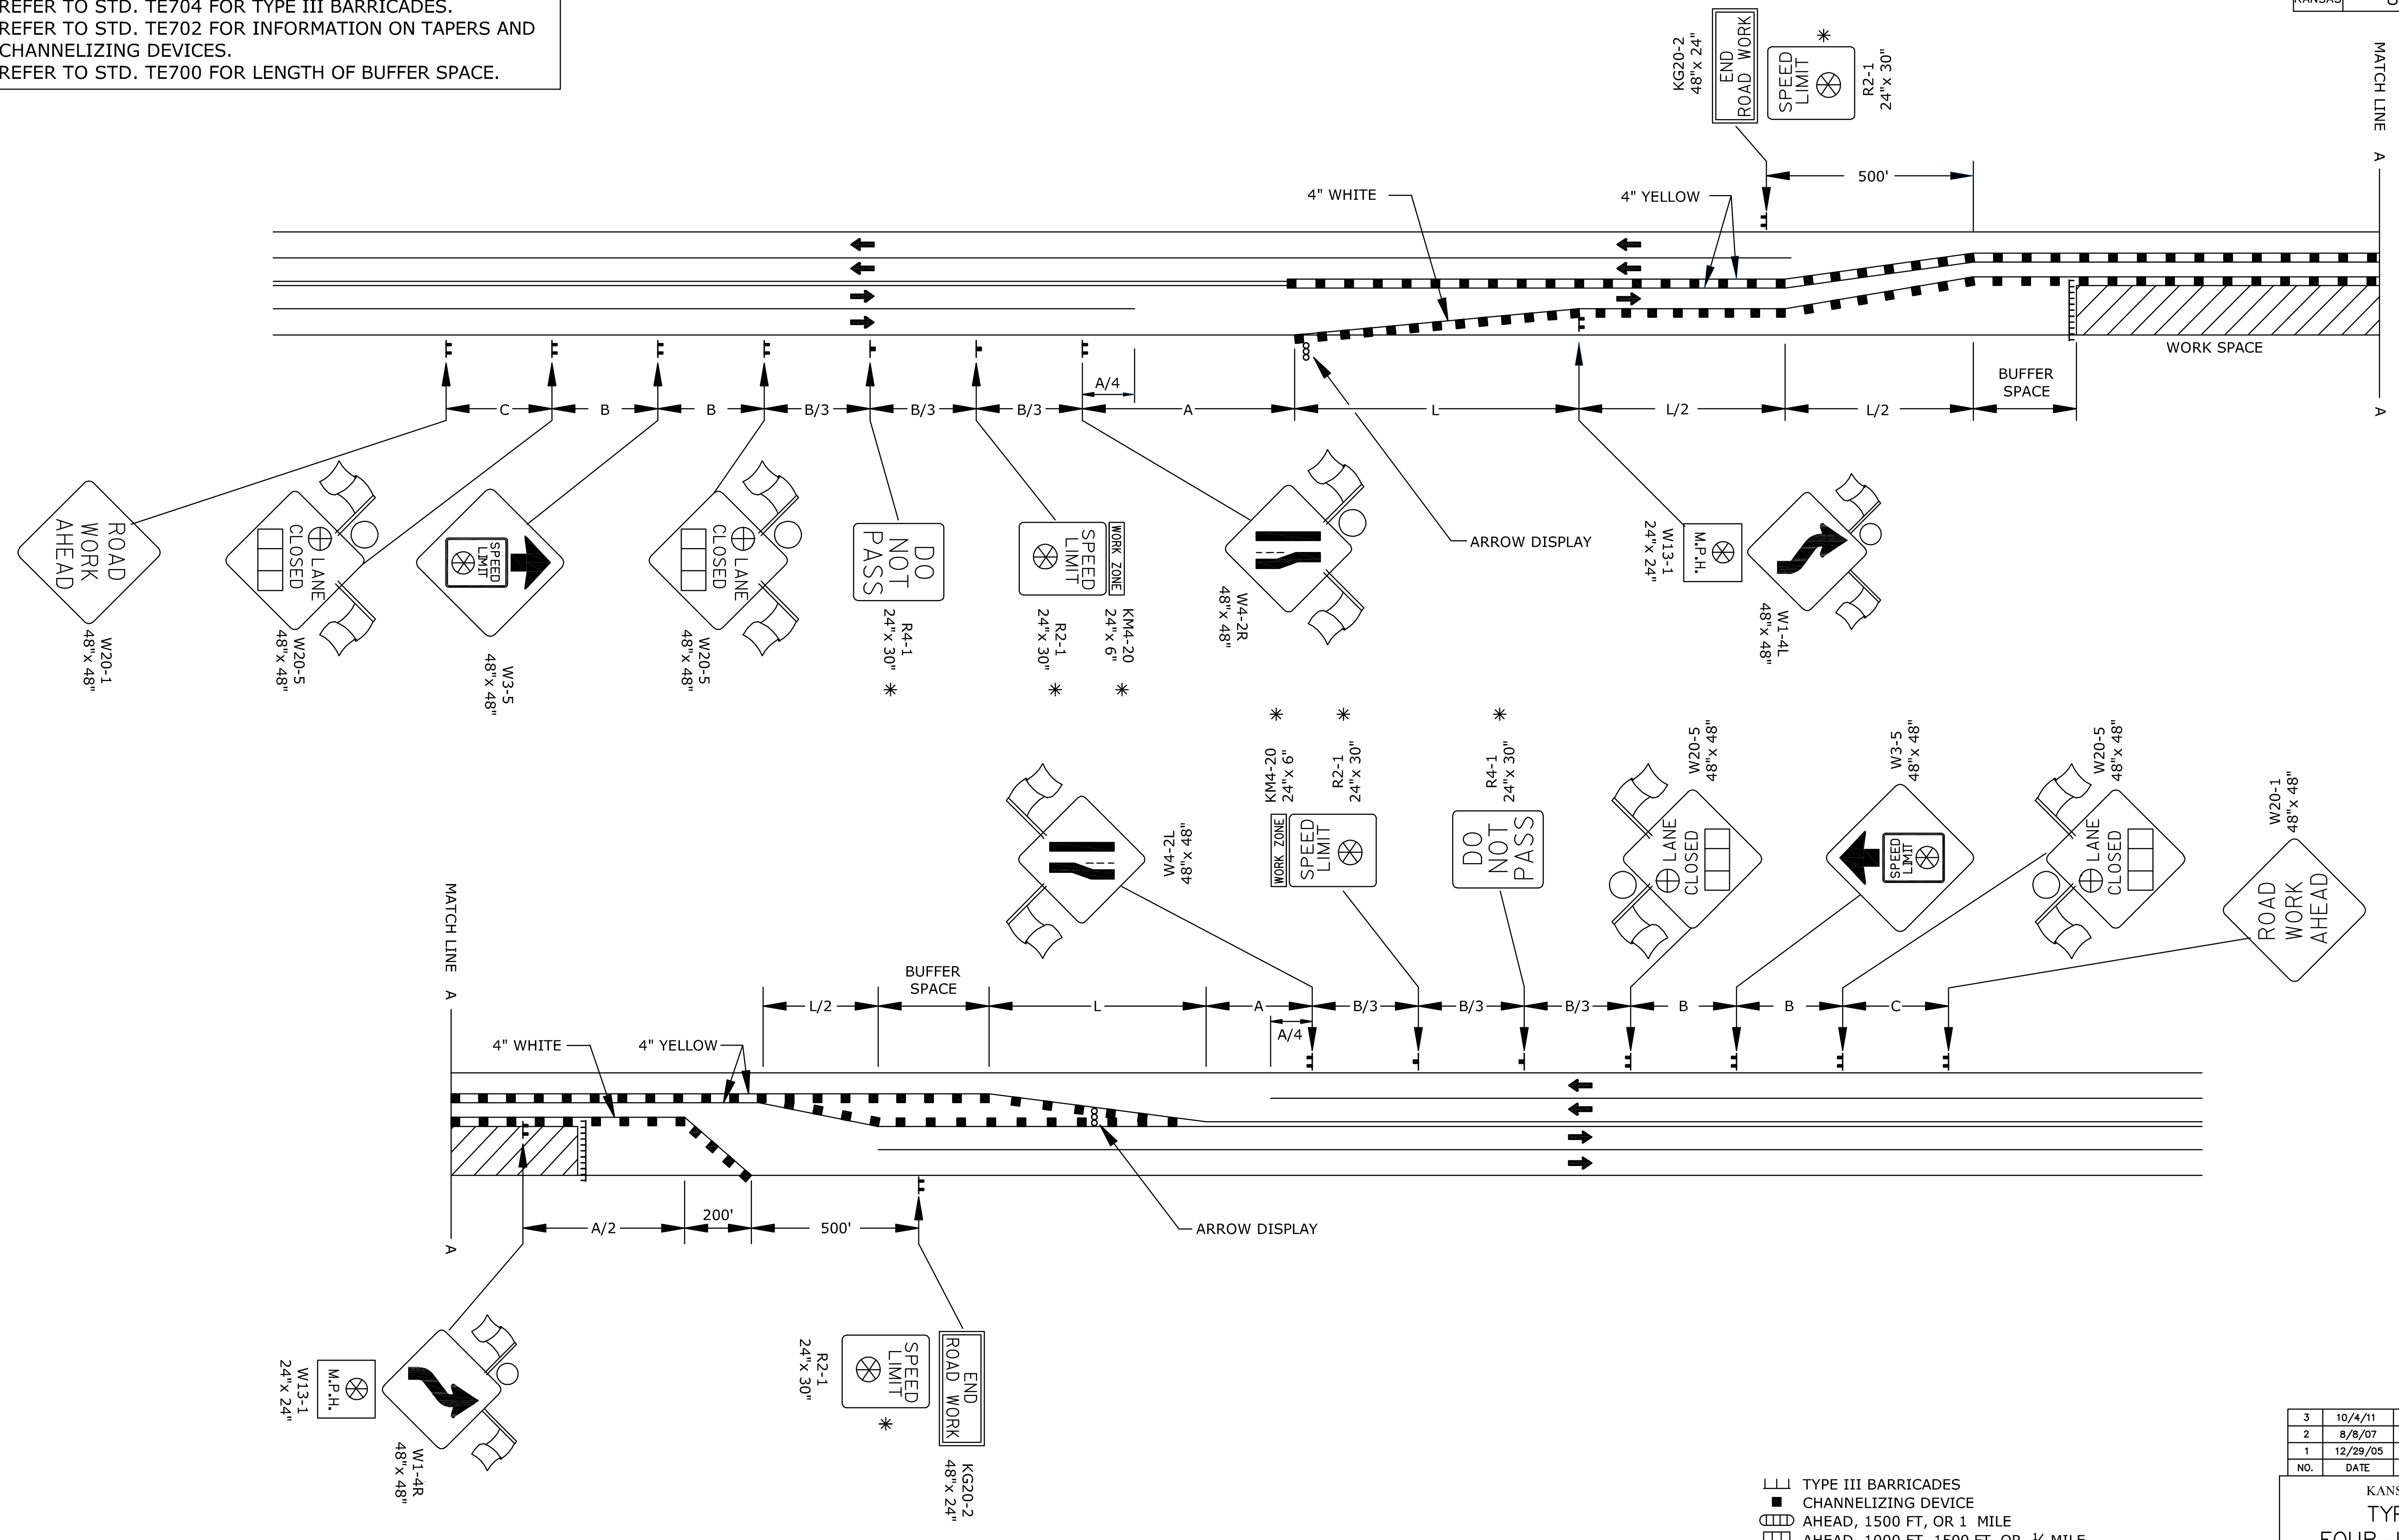 REFER TO STD. TE704 FOR TYPE III BARRICADES.
REFER TO STD. TE702 FOR INFORMATION ON TAPERS AND
CHANNELIZING DEVICES.
REFER TO STD. TE700 FOR LENGTH OF BUFFER SPACE.
KANSAS
KG20-2
48"x 24"
END
ROAD WORK
SPEED
LIMIT
*
R2-1
24"x 30"
MATCH LINE A
500'
4" WHITE
4" YELLOW
WORK SPACE
BUFFER
SPACE
A
A/4
C
B
B
B/3
B/3
B/3
A
L
L/2
L/2
ARROW DISPLAY
ROAD
WORK
AHEAD
W20-1
48"x 48"
LANE
CLOSED
W20-5
48"x 48"
SPEED
LIMIT
W3-5
48"x 48"
LANE
CLOSED
W20-5
48"x 48"
DO
NOT
PASS
R4-1
24"x 30" *
WORK ZONE
SPEED
LIMIT
KM4-20
24"x 6" *
R2-1
24"x 30" *
W4-2R
48"x 48"
M.P.H.
W13-1
24"x 24"
W1-4L
48"x 48"
W4-2L
48"x 48"
*
KM4-20
24"x 6"
*
R2-1
24"x 30"
WORK ZONE
SPEED
LIMIT
*
R4-1
24"x 30"
DO
NOT
PASS
W20-5
48"x 48"
LANE
CLOSED
W3-5
48"x 48"
SPEED
LIMIT
W20-5
48"x 48"
LANE
CLOSED
W20-1
48"x 48"
ROAD
WORK
AHEAD
MATCH LINE A
BUFFER
SPACE
L/2
L
A
B/3
B/3
B/3
B
B
C
A/4
4" WHITE
4" YELLOW
A/2
200'
500'
A
ARROW DISPLAY
M.P.H.
W13-1
24"x 24"
W1-4R
48"x 48"
SPEED
LIMIT
R2-1
24"x 30"
*
END
ROAD WORK
KG20-2
48"x 24"
TYPE III BARRICADES
CHANNELIZING DEVICE
AHEAD, 1500 FT, OR 1 MILE
3 10/4/11
2 8/8/07
1 12/29/05
NO. DATE